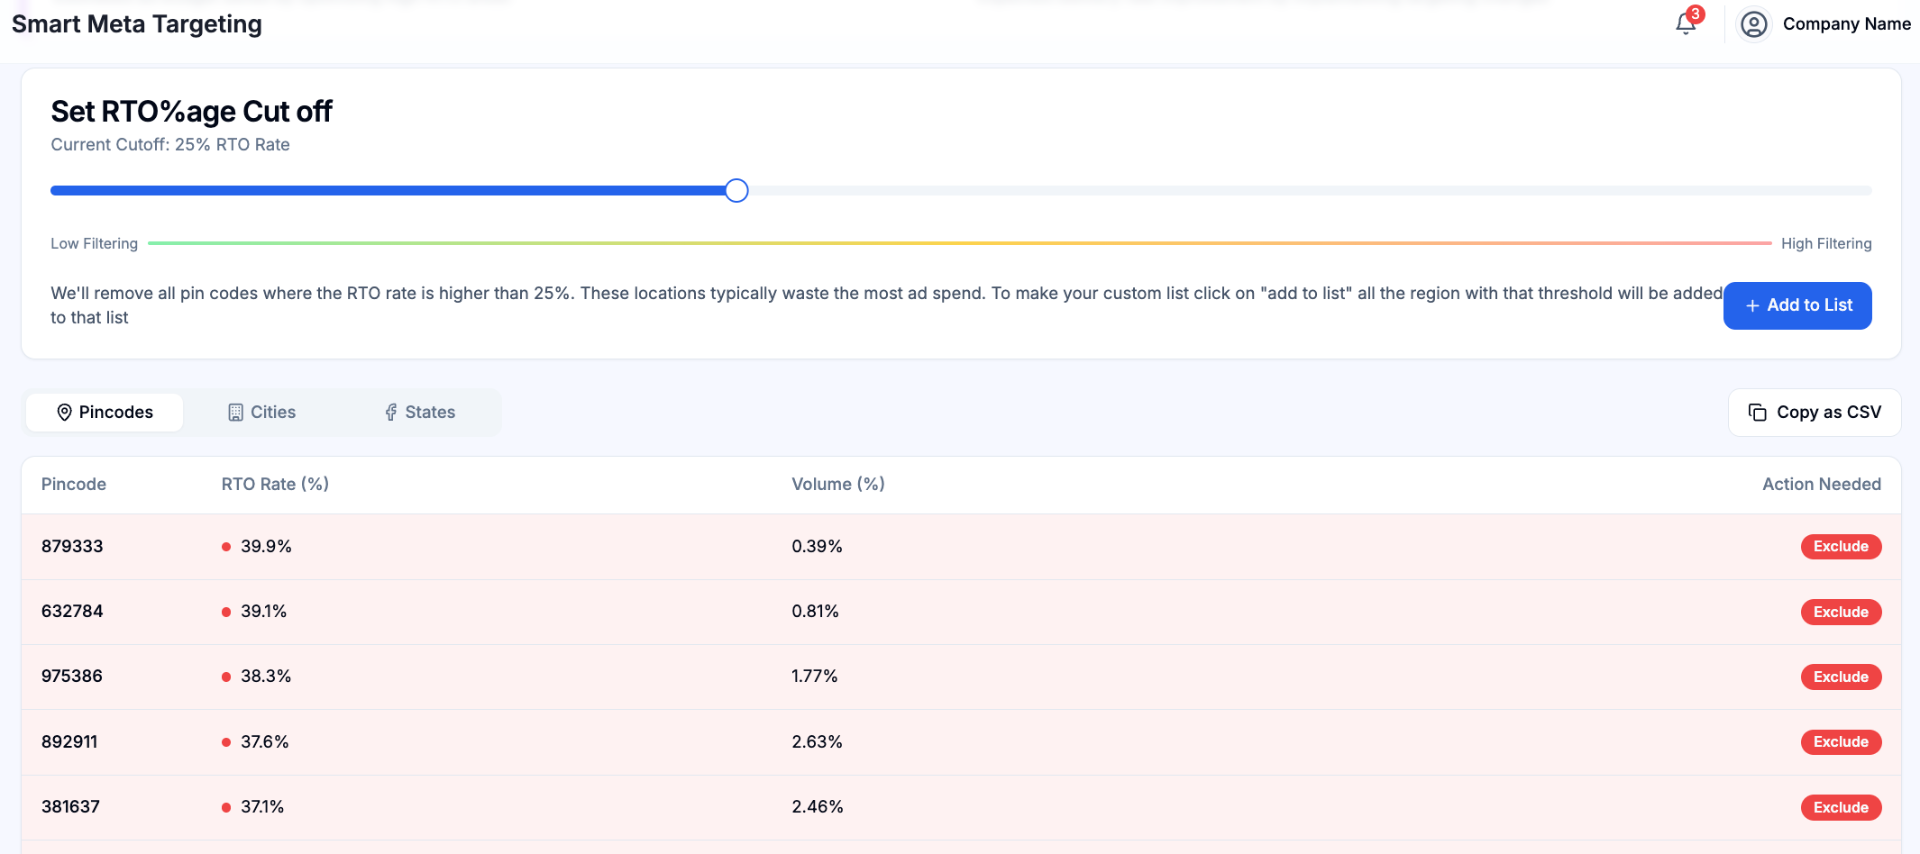 Smart Meta Targeting
3
Company Name
Set RTO%age Cut off
Current Cutoff: 25% RTO Rate
Low Filtering
High Filtering
We'll remove all pin codes where the RTO rate is higher than 25%. These locations typically waste the most ad spend. To make your custom list click on "add to list" all the region with that threshold will be added
to that list
+ Add to List
Pincodes
Cities
States
Copy as CSV
Pincode RTO Rate (%) Volume (%) Action Needed
879333 39.9% 0.39% Exclude
632784 39.1% 0.81% Exclude
975386 38.3% 1.77% Exclude
892911 37.6% 2.63% Exclude
381637 37.1% 2.46% Exclude